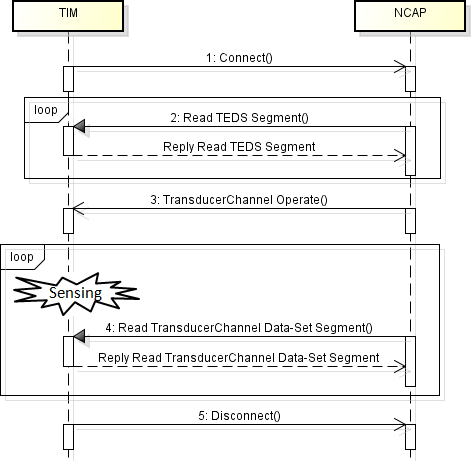 TIM
NCAP
1: Connect()
loop
2: Read TEDS Segment()
Reply Read TEDS Segment
3: TransducerChannel Operate()
loop
Sensing
4: Read TransducerChannel Data-Set Segment()
Reply Read TransducerChannel Data-Set Segment
5: Disconnect()